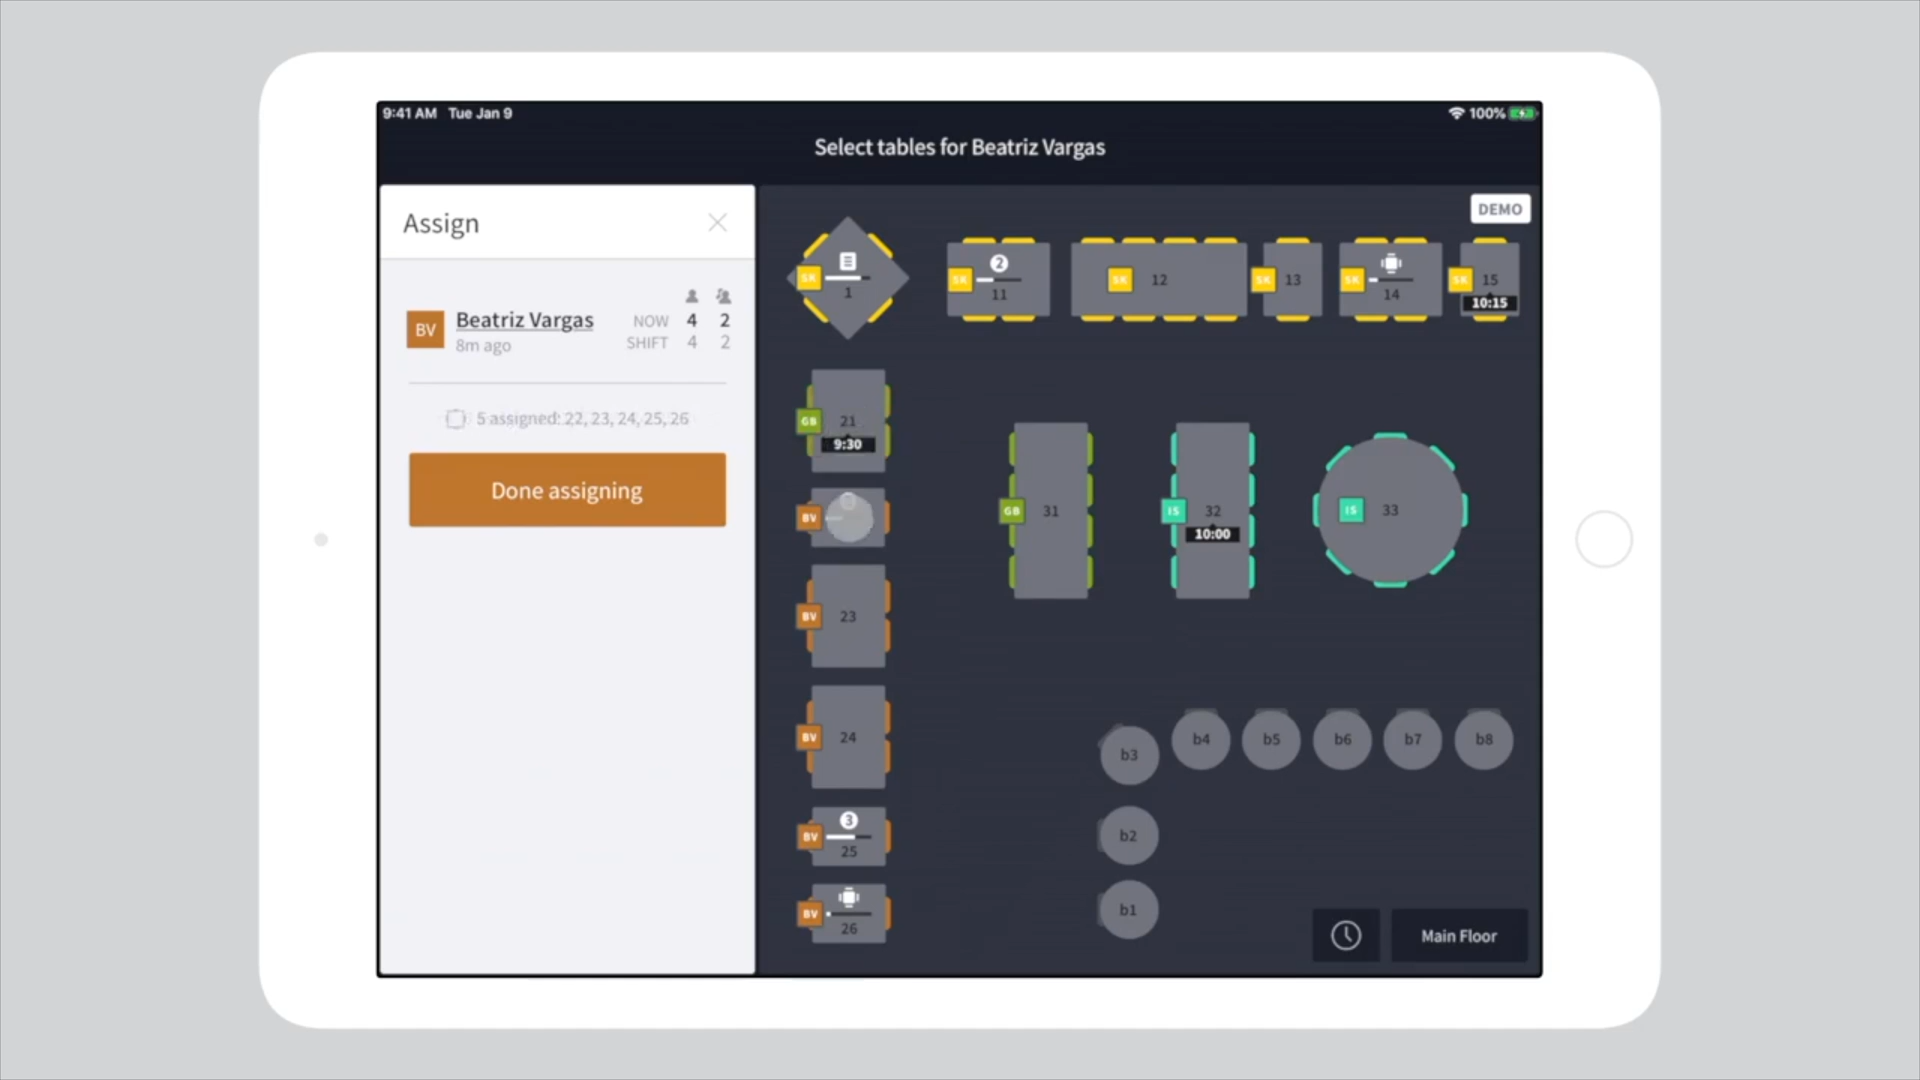 9:41 AM Tue Jan 9
100%
Select tables for Beatriz Vargas
Assign
DEMO
BV
Beatriz Vargas
8m ago
NOW 4 2
SHIFT 4 2
5 assigned: 22, 23, 24, 25, 26
Done assigning
SK
1
SK
2
11
SK
12
SK
13
SK
14
SK
15
10:15
GB
21
9:30
BV
BV
23
BV
24
BV
3
25
BV
26
GB
31
IS
32
10:00
IS
33
b3
b4
b5
b6
b7
b8
b2
b1
Main Floor